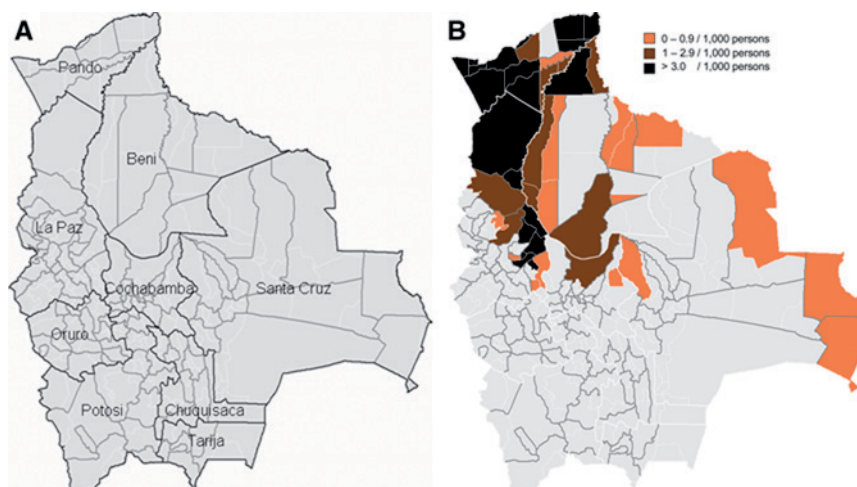 A
Pando
Beni
La Paz
Cochabamba
Santa Cruz
Oruro
Potosi
Chuquisaca
Tarija
B
0 – 0.9 / 1,000 persons
1 – 2.9 / 1,000 persons
> 3.0 / 1,000 persons